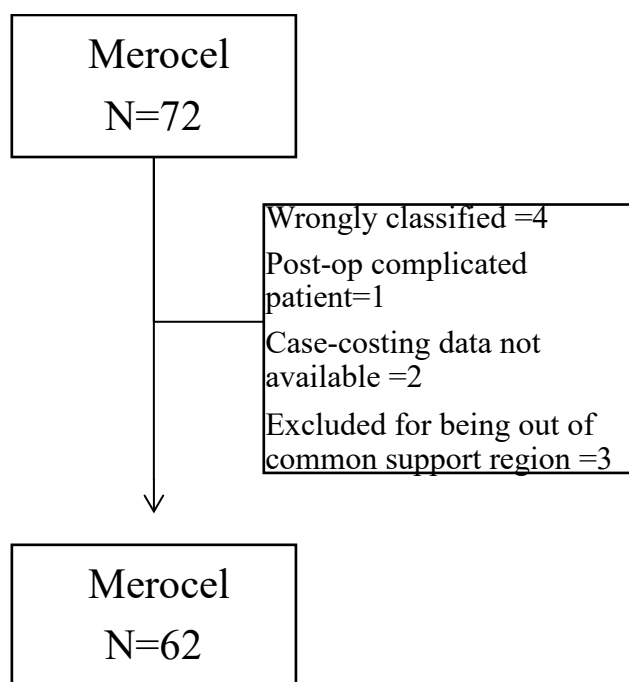 Merocel
N=72
Wrongly classified =4
Post-op complicated
patient=1
Case-costing data not
available =2
Excluded for being out of
common support region =3
Merocel
N=62